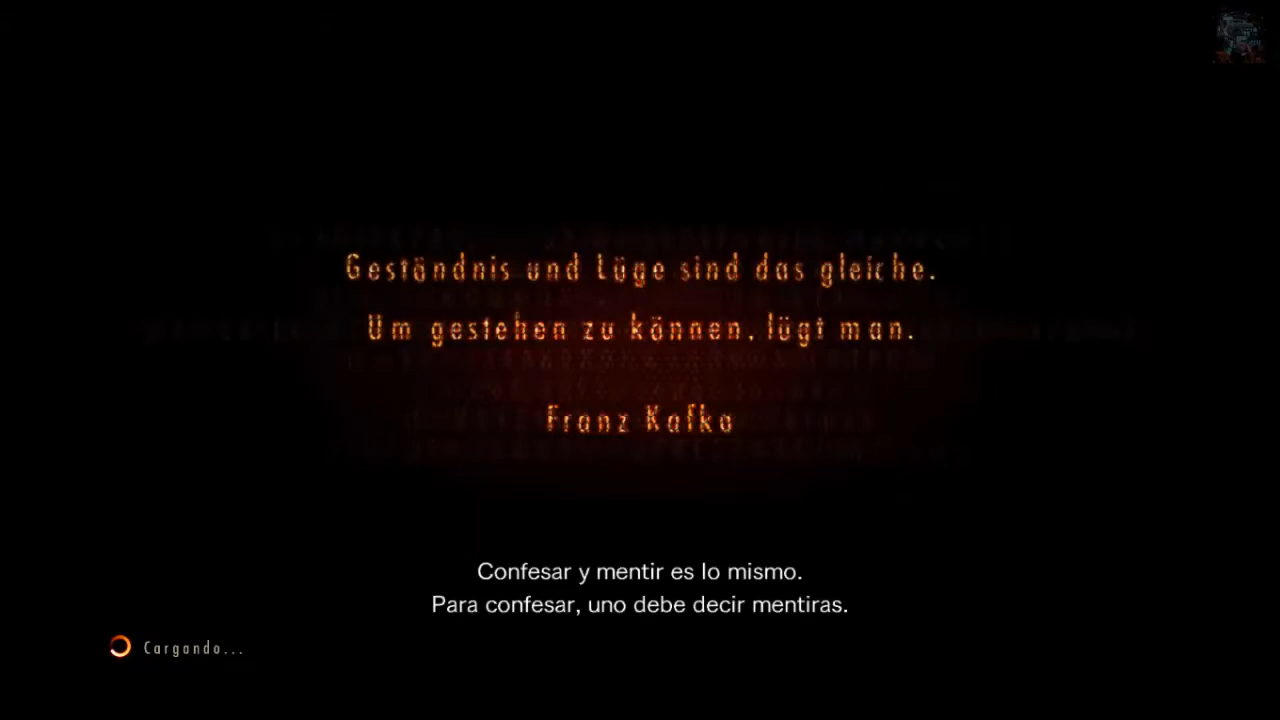 Geständnis und Lüge sind das gleiche.
Um gestehen zu können, lügt man.
Franz Kafka
Confesar y mentir es lo mismo.
Para confesar, uno debe decir mentiras.
Cargando...